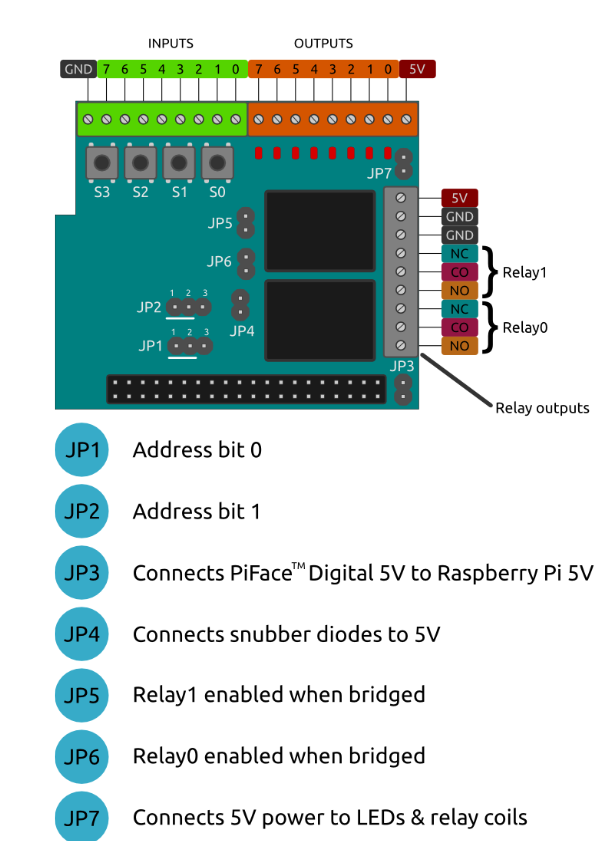 INPUTS OUTPUTS
GND 7 6 5 4 3 2 1 0 7 6 5 4 3 2 1 0 5V
JP7
S3 S2 S1 S0
5V
GND
GND
NC
CO
NO
Relay1
NC
CO
NO
Relay0
JP5
JP6
1 2 3
JP2
JP4
1 2 3
JP1
JP3
Relay outputs
JP1 Address bit 0
JP2 Address bit 1
JP3 Connects PiFace™ Digital 5V to Raspberry Pi 5V
JP4 Connects snubber diodes to 5V
JP5 Relay1 enabled when bridged
JP6 Relay0 enabled when bridged
JP7 Connects 5V power to LEDs & relay coils